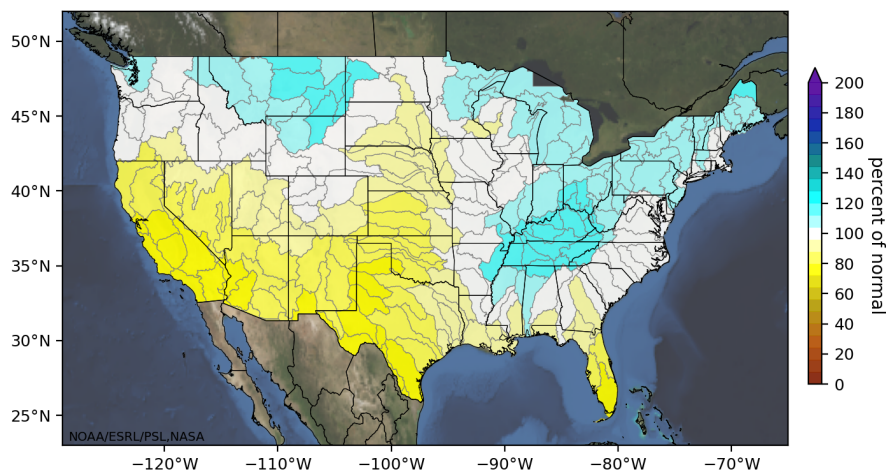 50°N
45°N
40°N
35°N
30°N
25°N
NOAA/ESRL/PSL,NASA
−120°W −110°W −100°W −90°W −80°W −70°W
200
180
160
140
120
100
80
60
40
20
0
percent of normal